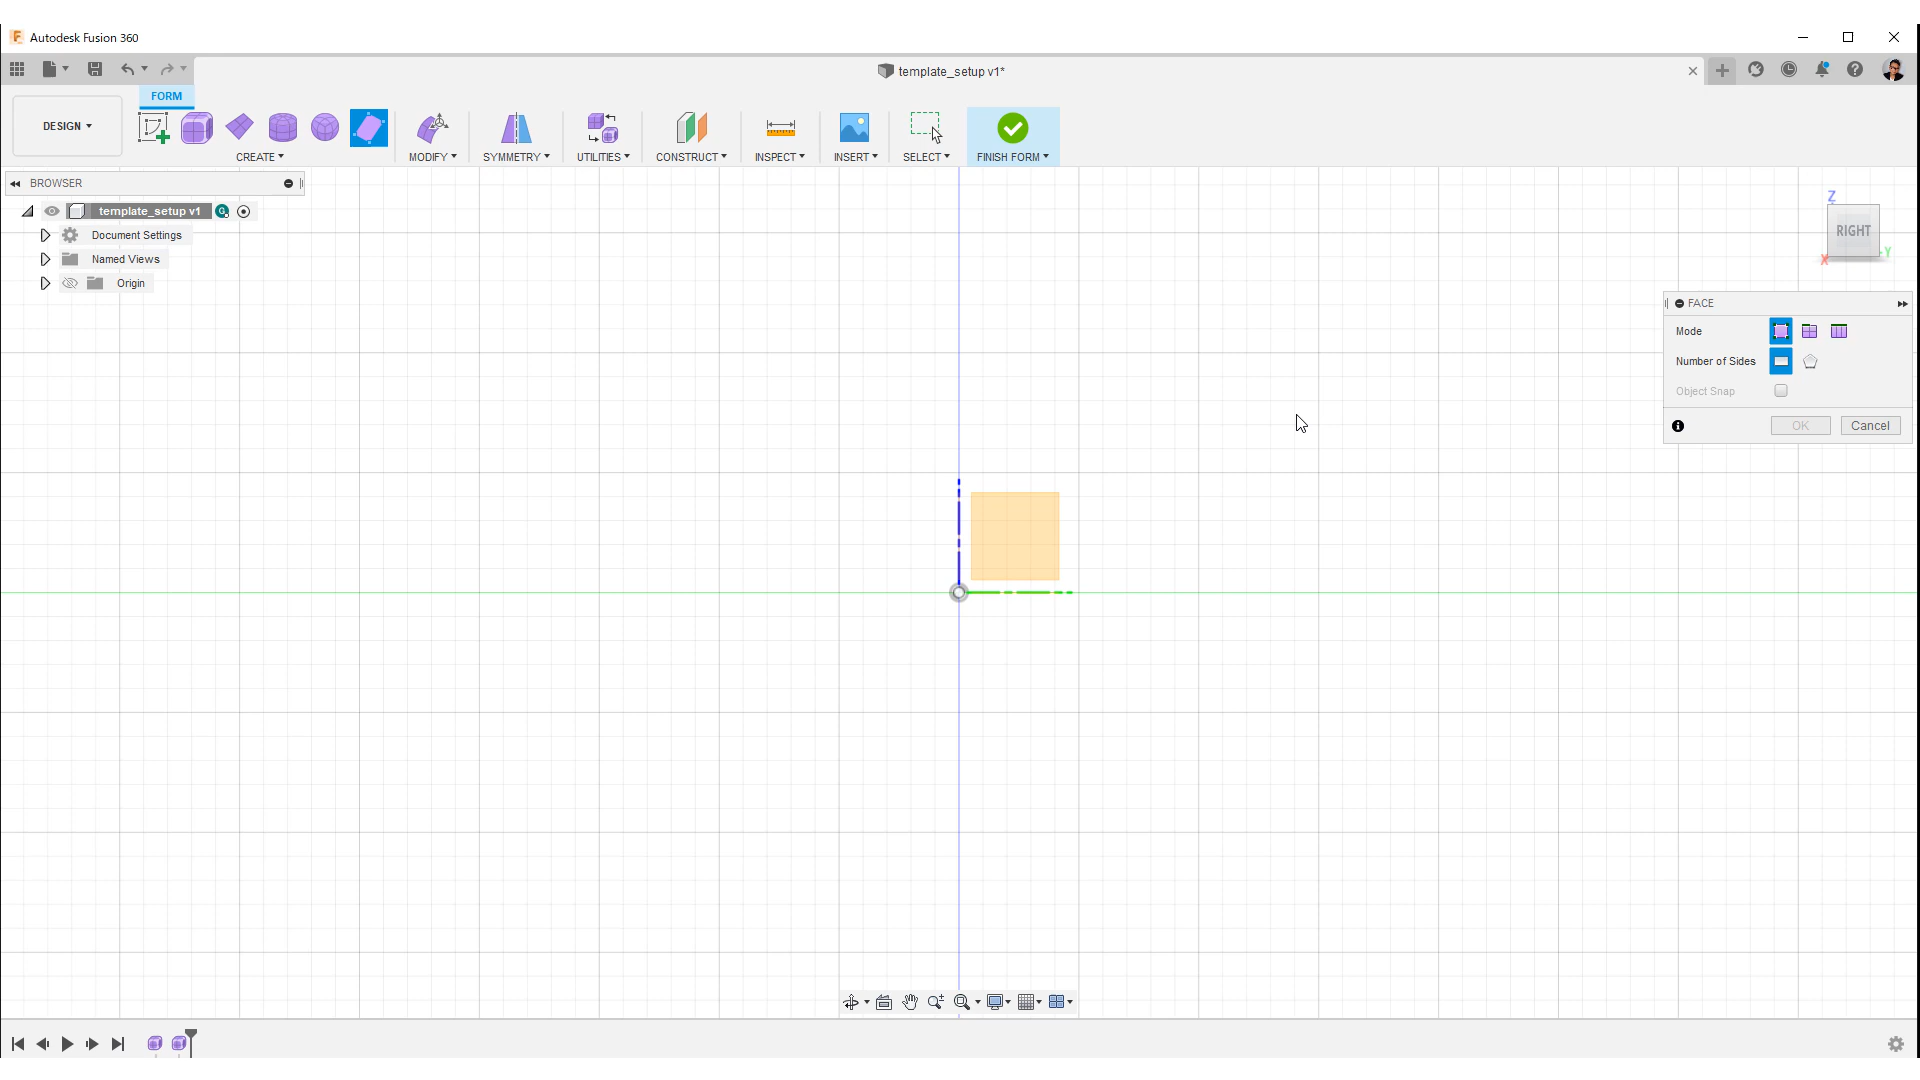 Autodesk Fusion 360
template_setup v1*
FORM
DESIGN
CREATE
MODIFY
SYMMETRY
UTILITIES
CONSTRUCT
INSPECT
INSERT
SELECT
FINISH FORM
BROWSER
template_setup v1
Document Settings
Named Views
Origin
Z
RIGHT
Y
X
FACE
Mode
Number of Sides
Object Snap
OK
Cancel